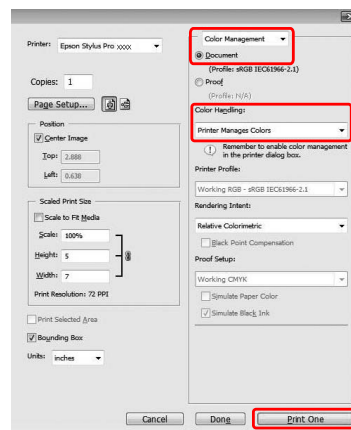 Printer: Epson Stylus Pro xxxx
Copies: 1
Page Setup...
Position
Center Image
Top: 2.888
Left: 0.638
Scaled Print Size
Scale to Fit Media
Scale: 100%
Height: 5
Width: 7
Print Resolution: 72 PPI
Print Selected Area
Bounding Box
Units: inches
Color Management
Document
(Profile: sRGB IEC61966-2.1)
Proof
(Profile: N/A)
Color Handling:
Printer Manages Colors
Remember to enable color management
in the printer dialog box.
Printer Profile:
Working RGB - sRGB IEC61966-2.1
Rendering Intent:
Relative Colorimetric
Black Point Compensation
Proof Setup:
Working CMYK
Simulate Paper Color
Simulate Black Ink
Cancel
Done
Print One